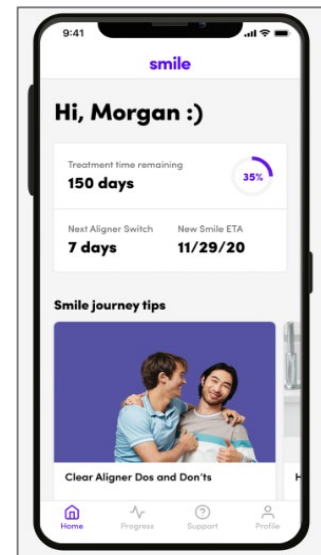 9:41
smile
Hi, Morgan :)
Treatment time remaining
150 days
35%
Next Aligner Switch
7 days
New Smile ETA
11/29/20
Smile journey tips
Clear Aligner Dos and Don'ts
H
Home
Progress
Support
Profile